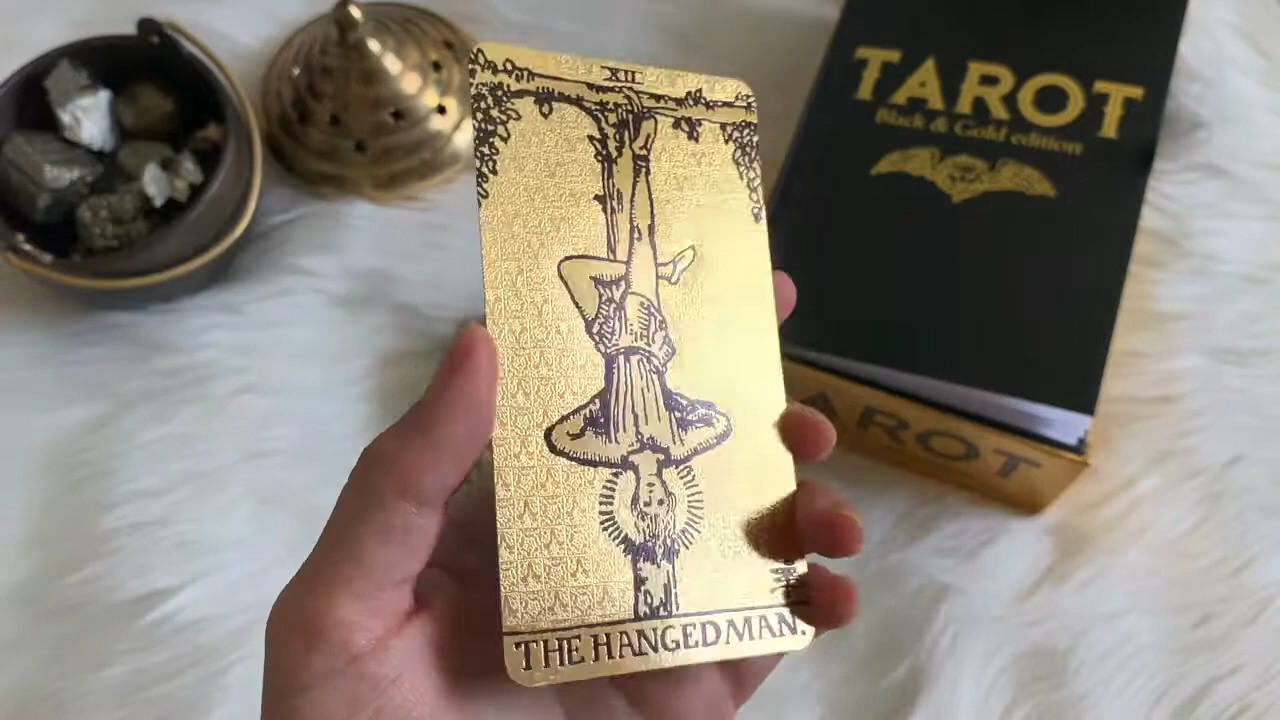 XII
THE HANGED MAN.
TAROT
Black & Gold edition
AROT